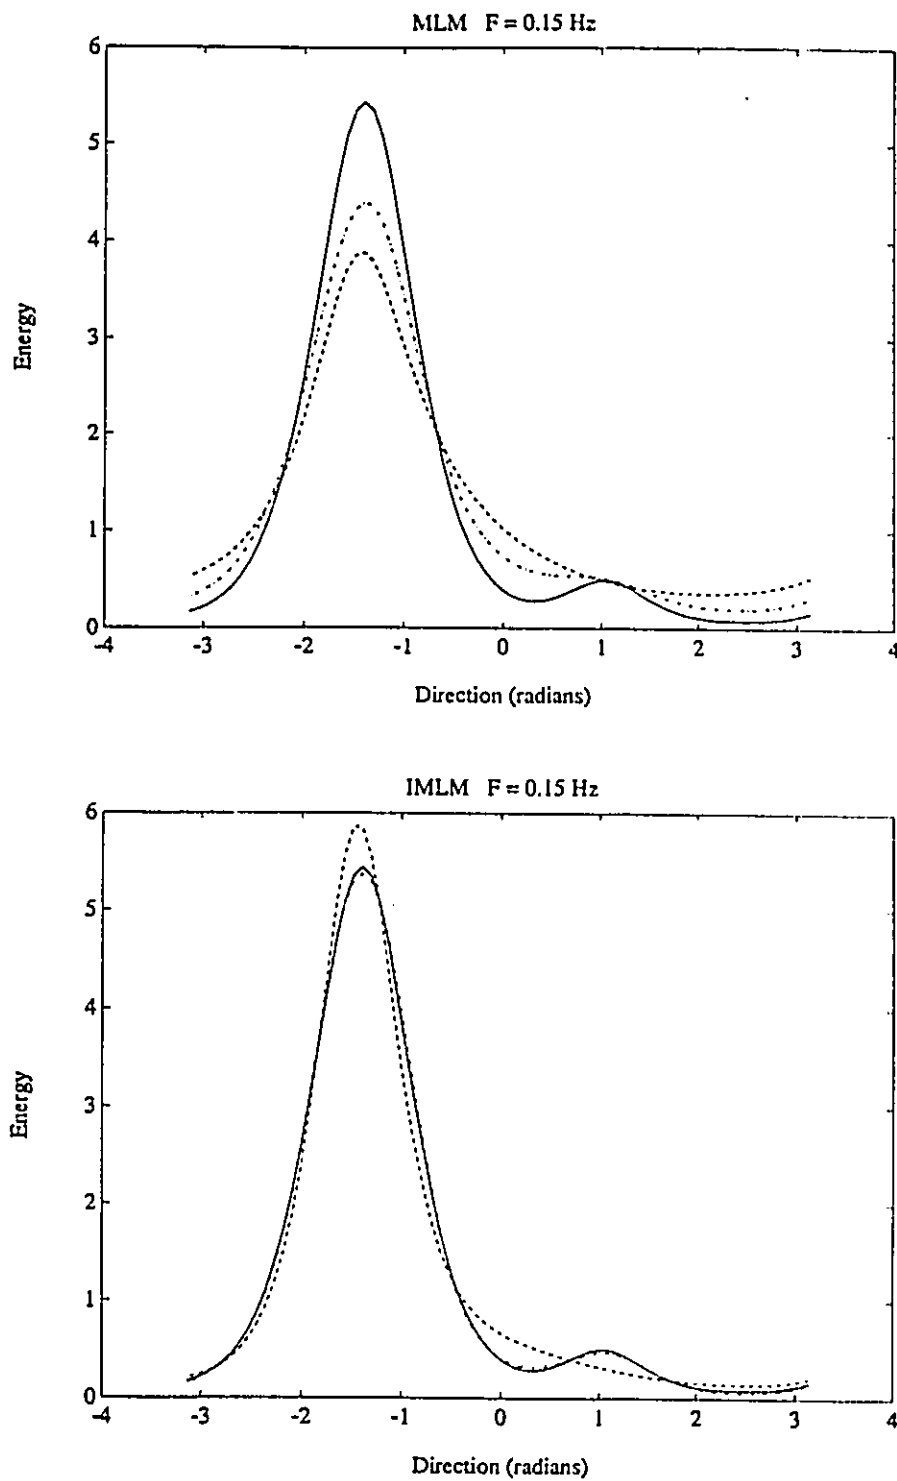 MLM F = 0.15 Hz
6
5
4
3
2
1
0
Energy
-4 -3 -2 -1 0 1 2 3 4
Direction (radians)
IMLM F = 0.15 Hz
6
5
4
3
2
1
0
Energy
-4 -3 -2 -1 0 1 2 3 4
Direction (radians)